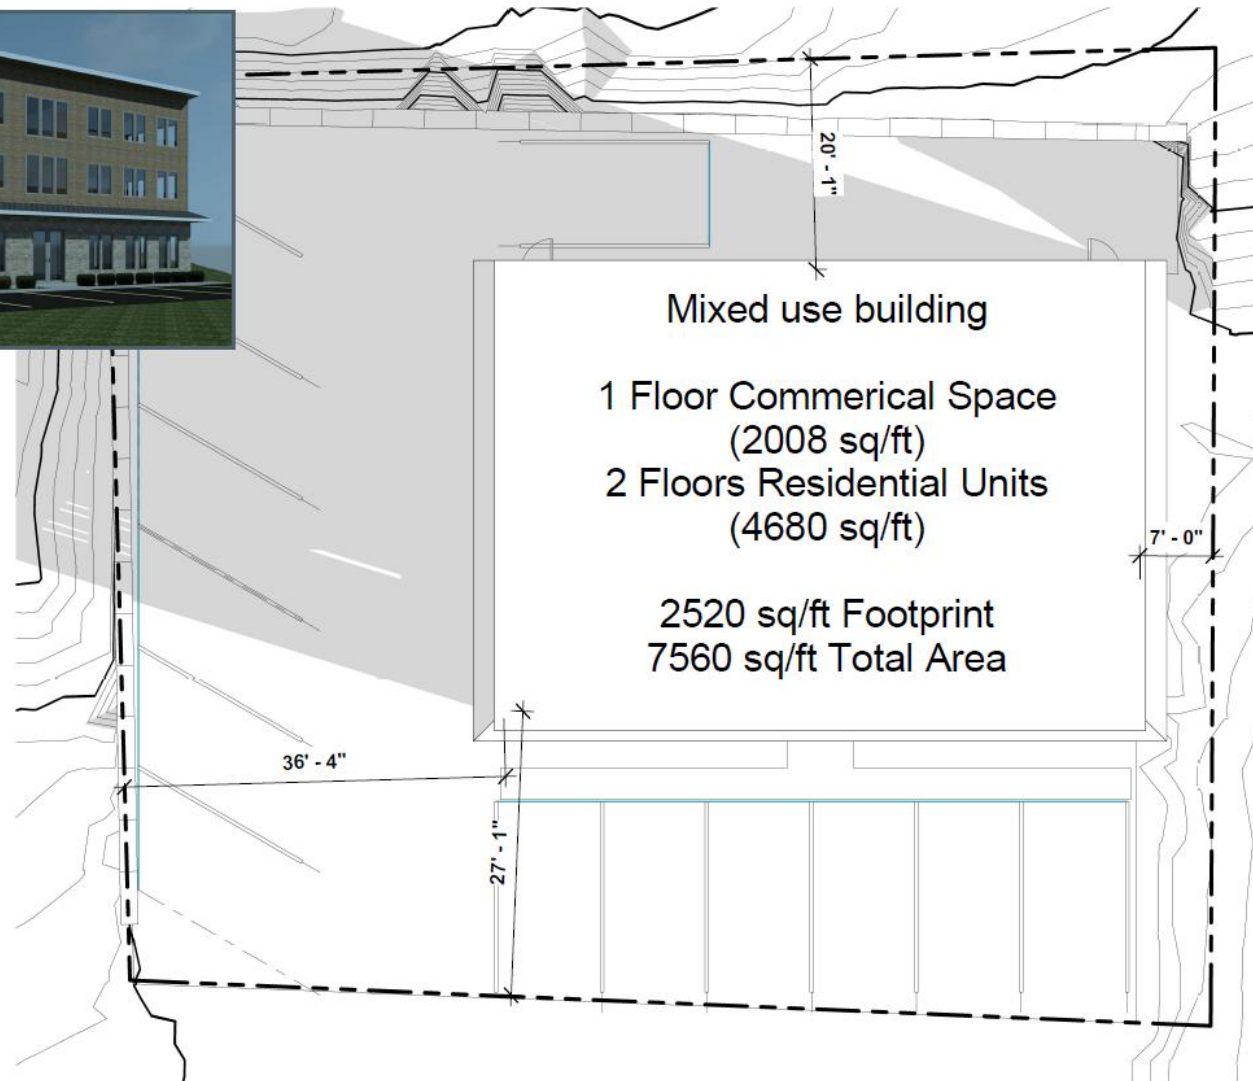 20' - 1"
Mixed use building
1 Floor Commerical Space
(2008 sq/ft)
2 Floors Residential Units
(4680 sq/ft)
7' - 0"
2520 sq/ft Footprint
7560 sq/ft Total Area
36' - 4"
27' - 1"